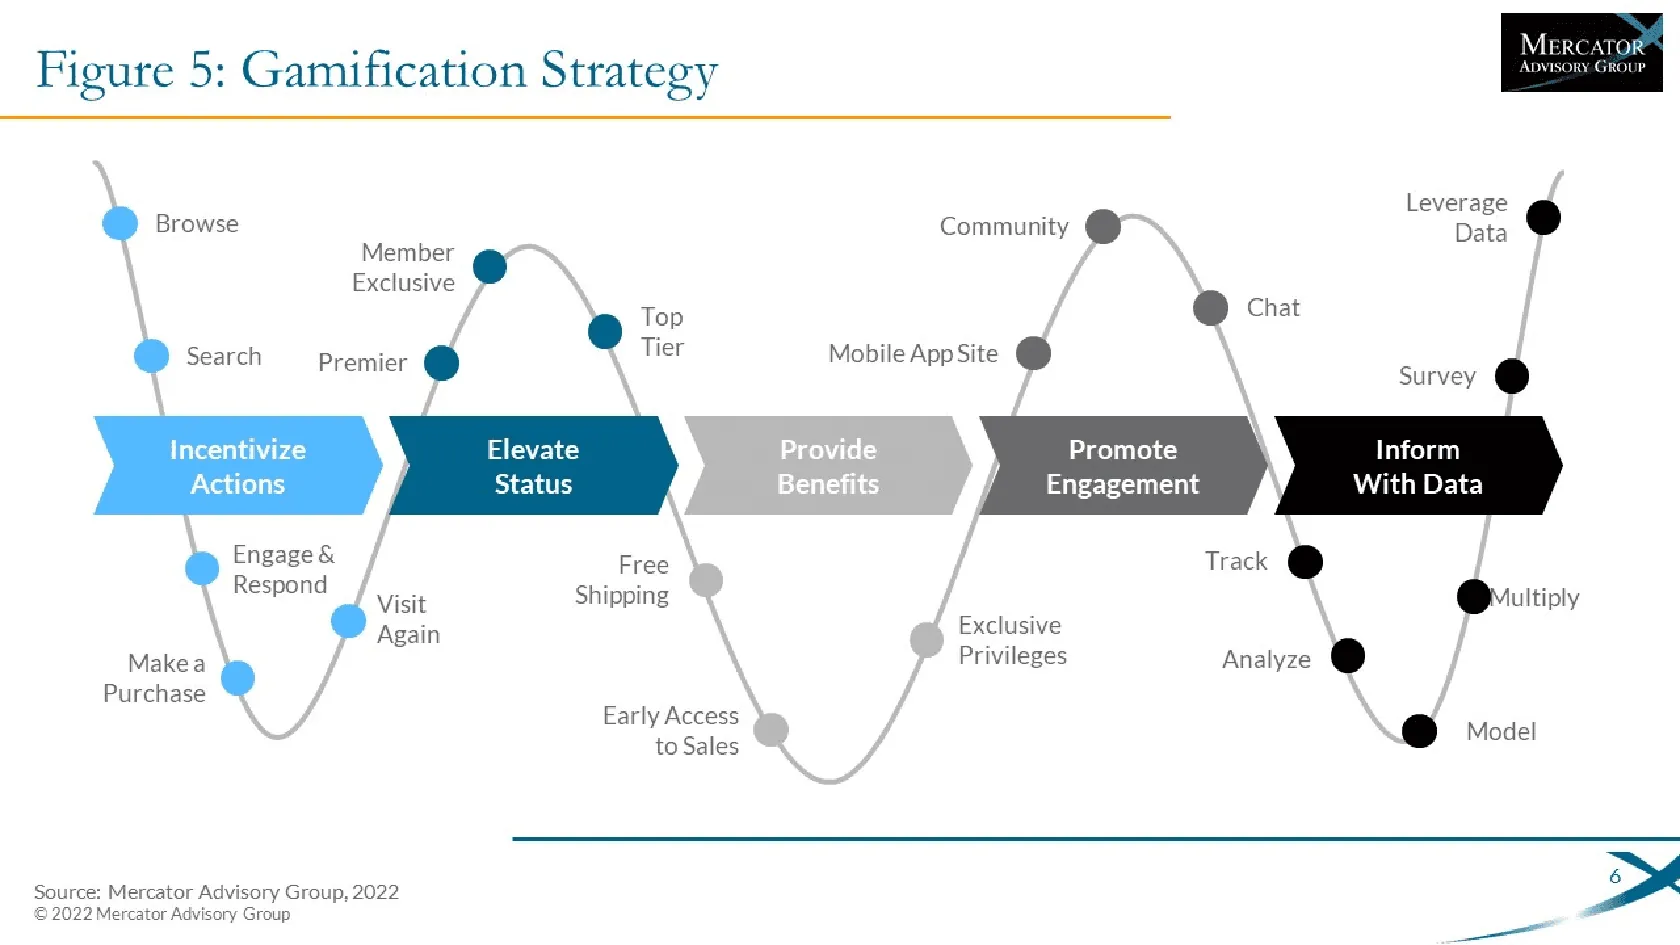 Figure 5: Gamification Strategy
MERCATOR
ADVISORY GROUP
Browse
Search
Member
Exclusive
Premier
Top
Tier
Community
Mobile App Site
Chat
Leverage
Data
Survey
Incentivize
Actions
Elevate
Status
Provide
Benefits
Promote
Engagement
Inform
With Data
Engage &
Respond
Make a
Purchase
Visit
Again
Free
Shipping
Early Access
to Sales
Exclusive
Privileges
Track
Analyze
Multiply
Model
Source: Mercator Advisory Group, 2022
© 2022 Mercator Advisory Group
6